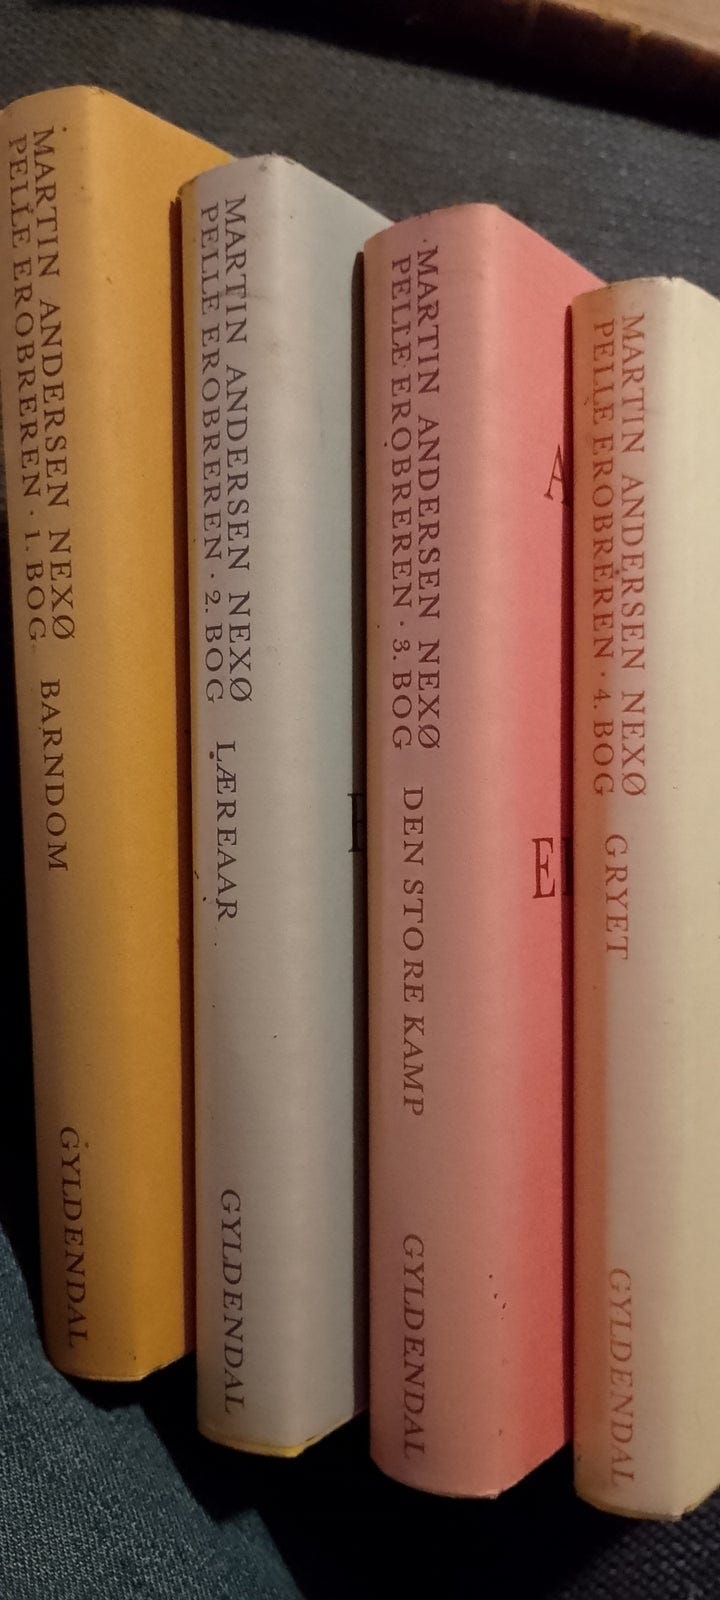 MARTIN ANDERSEN NEXØ
PELLE EROBREREN · 1. BOG
BARNDOM
GYLDENDAL
MARTIN ANDERSEN NEXØ
PELLE EROBREREN · 2. BOG
LÆREAAR
GYLDENDAL
MARTIN ANDERSEN NEXØ
PELLE EROBREREN · 3. BOG
DEN STORE KAMP
GYLDENDAL
MARTIN ANDERSEN NEXØ
PELLE EROBREREN · 4. BOG
GRYET
GYLDENDAL